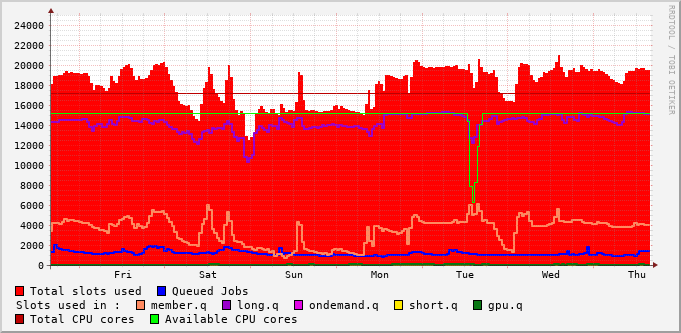 24000
22000
20000
18000
16000
14000
12000
10000
8000
6000
4000
2000
0
Fri Sat Sun Mon Tue Wed Thu
RRDTOOL / TOBI OETIKER
Total slots used Queued Jobs
Slots used in : member.q long.q ondemand.q short.q gpu.q
Total CPU cores Available CPU cores